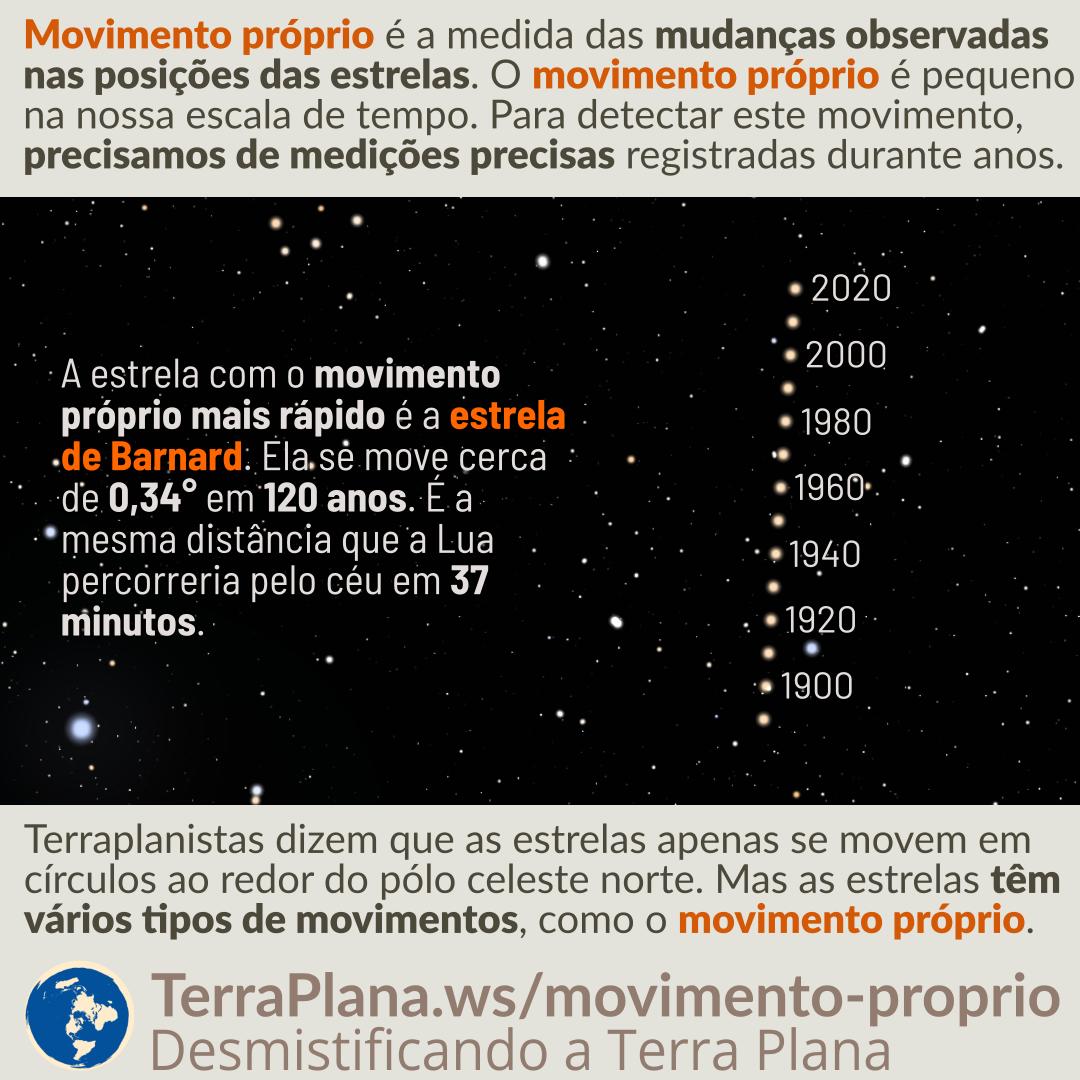 Movimento próprio é a medida das mudanças observadas
nas posições das estrelas. O movimento próprio é pequeno
na nossa escala de tempo. Para detectar este movimento,
precisamos de medições precisas registradas durante anos.
A estrela com o movimento
próprio mais rápido é a estrela
de Barnard. Ela se move cerca
de 0,34° em 120 anos. É a
mesma distância que a Lua
percorreria pelo céu em 37
minutos.
2020
2000
1980
1960
1940
1920
1900
Terraplanistas dizem que as estrelas apenas se movem em
círculos ao redor do pólo celeste norte. Mas as estrelas têm
vários tipos de movimentos, como o movimento próprio.
TerraPlana.ws/movimento-proprio
Desmistificando a Terra Plana